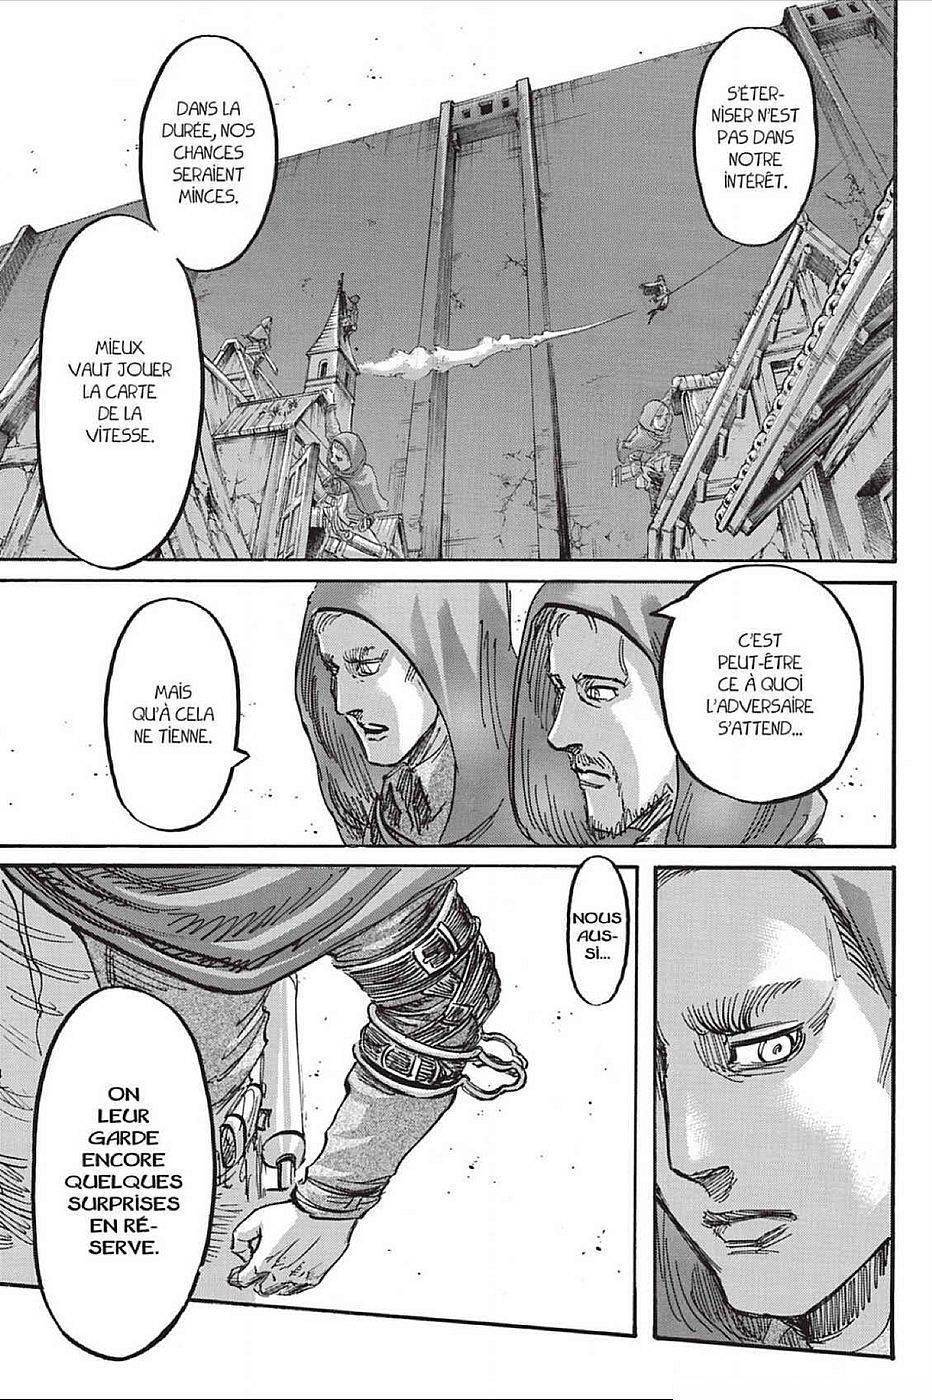 S'ÉTER-
NISER N'EST
PAS DANS
NOTRE
INTÉRÊT.
DANS LA
DURÉE, NOS
CHANCES
SERAIENT
MINCES.
MIEUX
VAUT JOUER
LA CARTE
DE LA
VITESSE.
C'EST
PEUT-ÊTRE
CE À QUOI
L'ADVERSAIRE
S'ATTEND...
MAIS
QU'À CELA
NE TIENNE.
NOUS
AUS-
SI...
ON
LEUR
GARDE
ENCORE
QUELQUES
SURPRISES
EN RÉ-
SERVE.